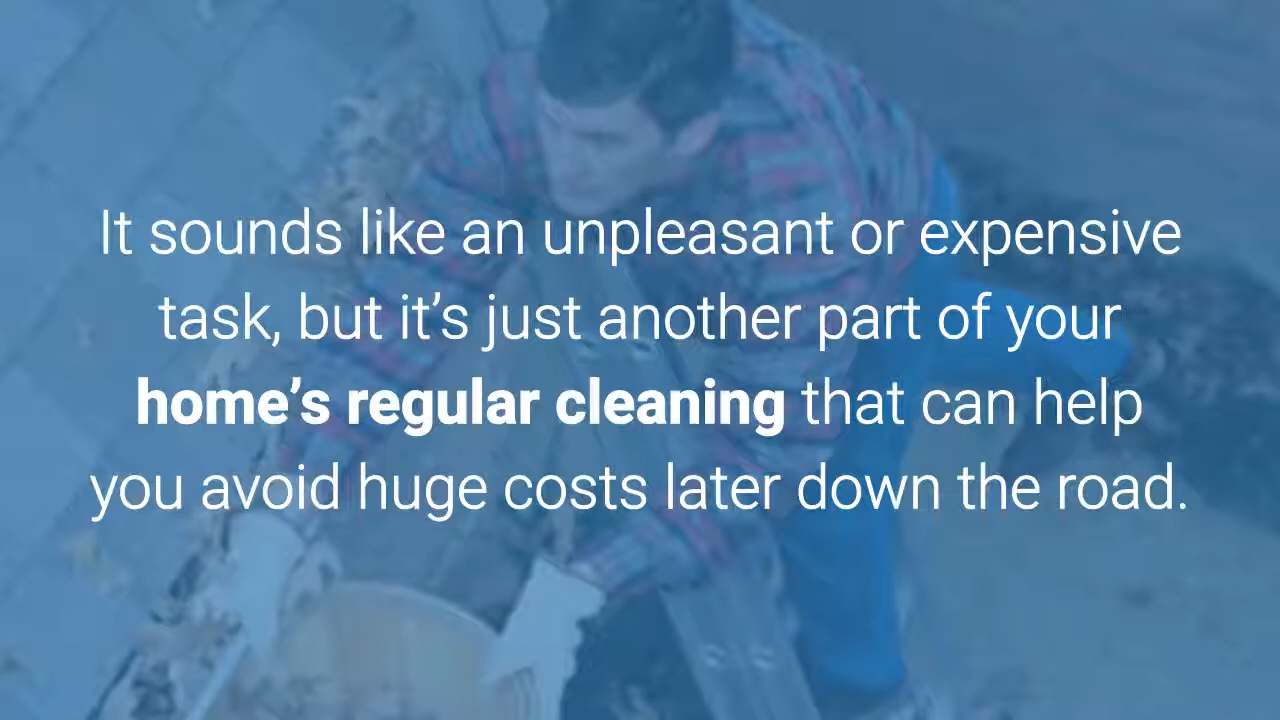 It sounds like an unpleasant or expensive
task, but it’s just another part of your
home’s regular cleaning that can help
you avoid huge costs later down the road.